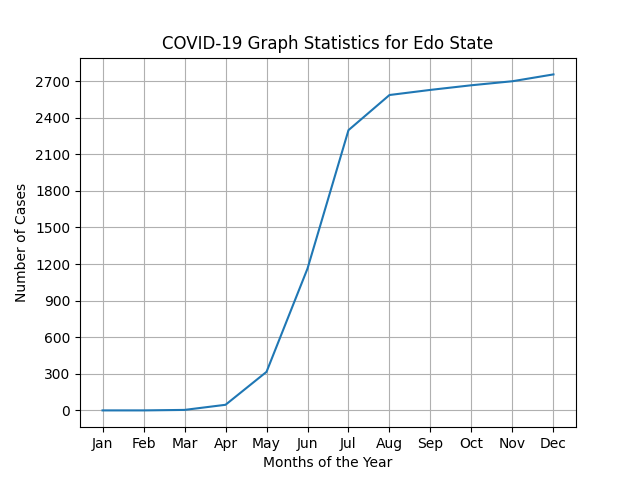 COVID-19 Graph Statistics for Edo State
Number of Cases
2700
2400
2100
1800
1500
1200
900
600
300
0
Jan Feb Mar Apr May Jun Jul Aug Sep Oct Nov Dec
Months of the Year